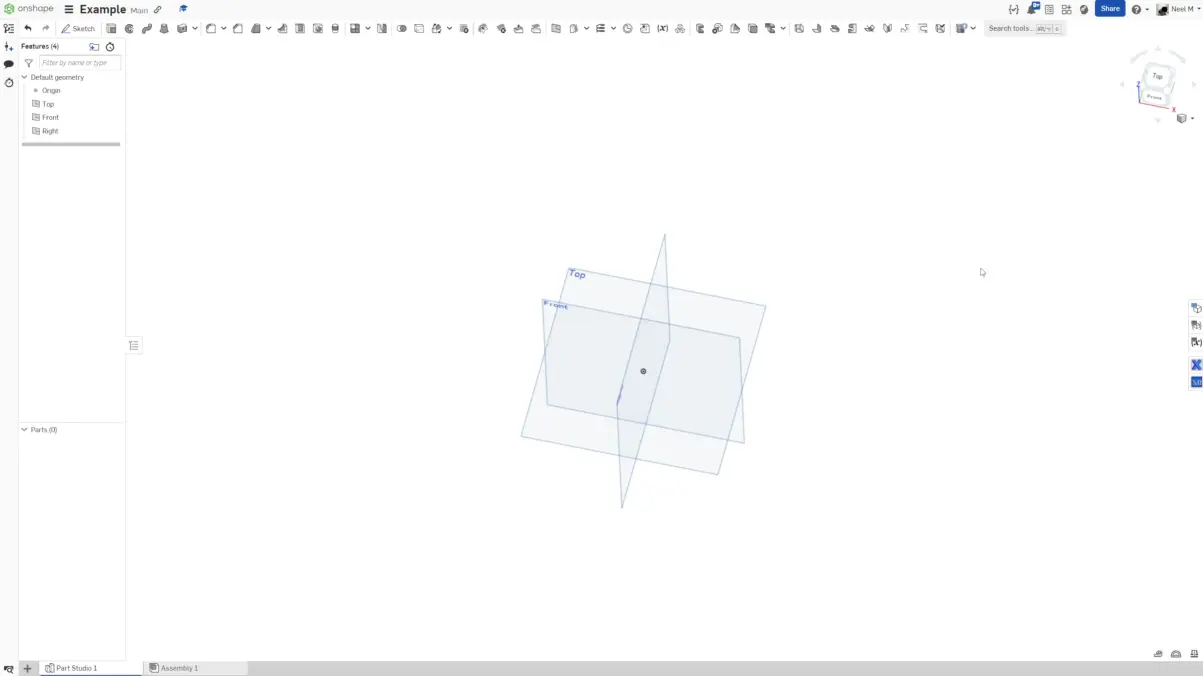 onshape Example Main Share Neel M
Sketch Search tools... alt/⌥ c
Features (4)
Filter by name or type
Default geometry
Origin
Top
Front
Right
Parts (0)
Top
Front
Top
Front
Z
X
Part Studio 1 Assembly 1